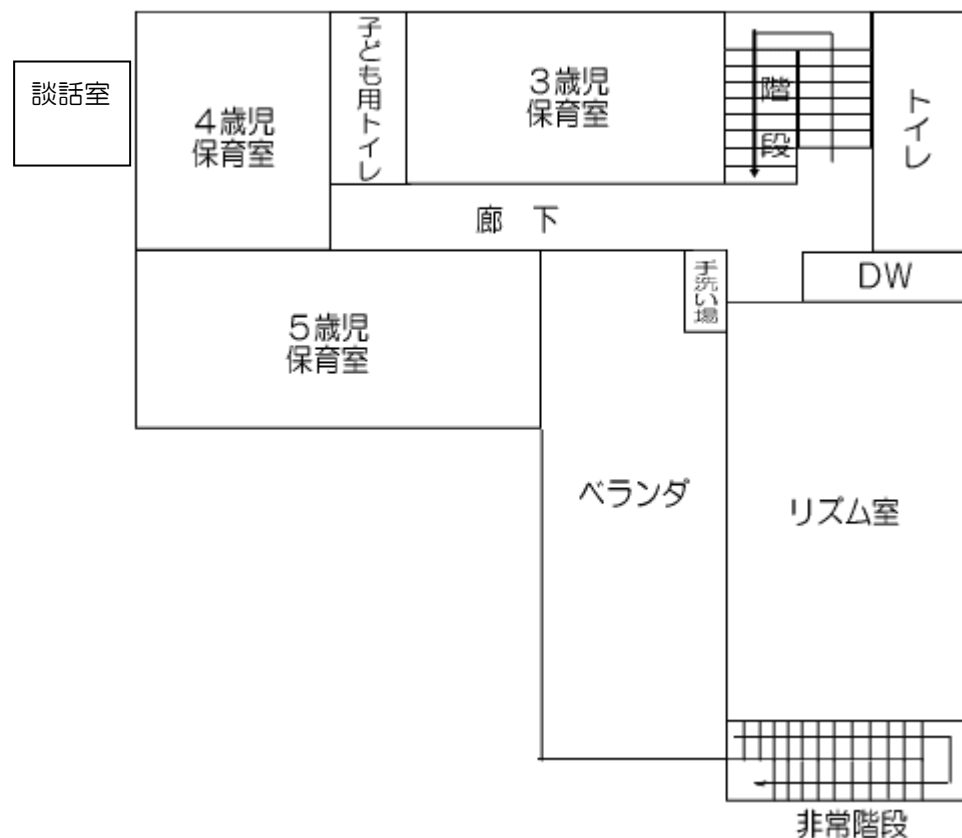 談話室
４歳児
保育室
子ども用トイレ
３歳児
保育室
階段
トイレ
廊　下
手洗い場
DW
５歳児
保育室
ベランダ
リズム室
非常階段